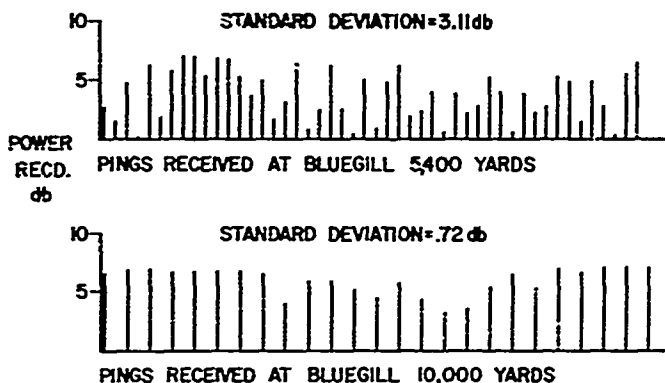 10
STANDARD DEVIATION=3.11db
5
POWER
RECD.
db
PINGS RECEIVED AT BLUEGILL 5,400 YARDS
10
STANDARD DEVIATION=.72 db
5
PINGS RECEIVED AT BLUEGILL 10,000 YARDS